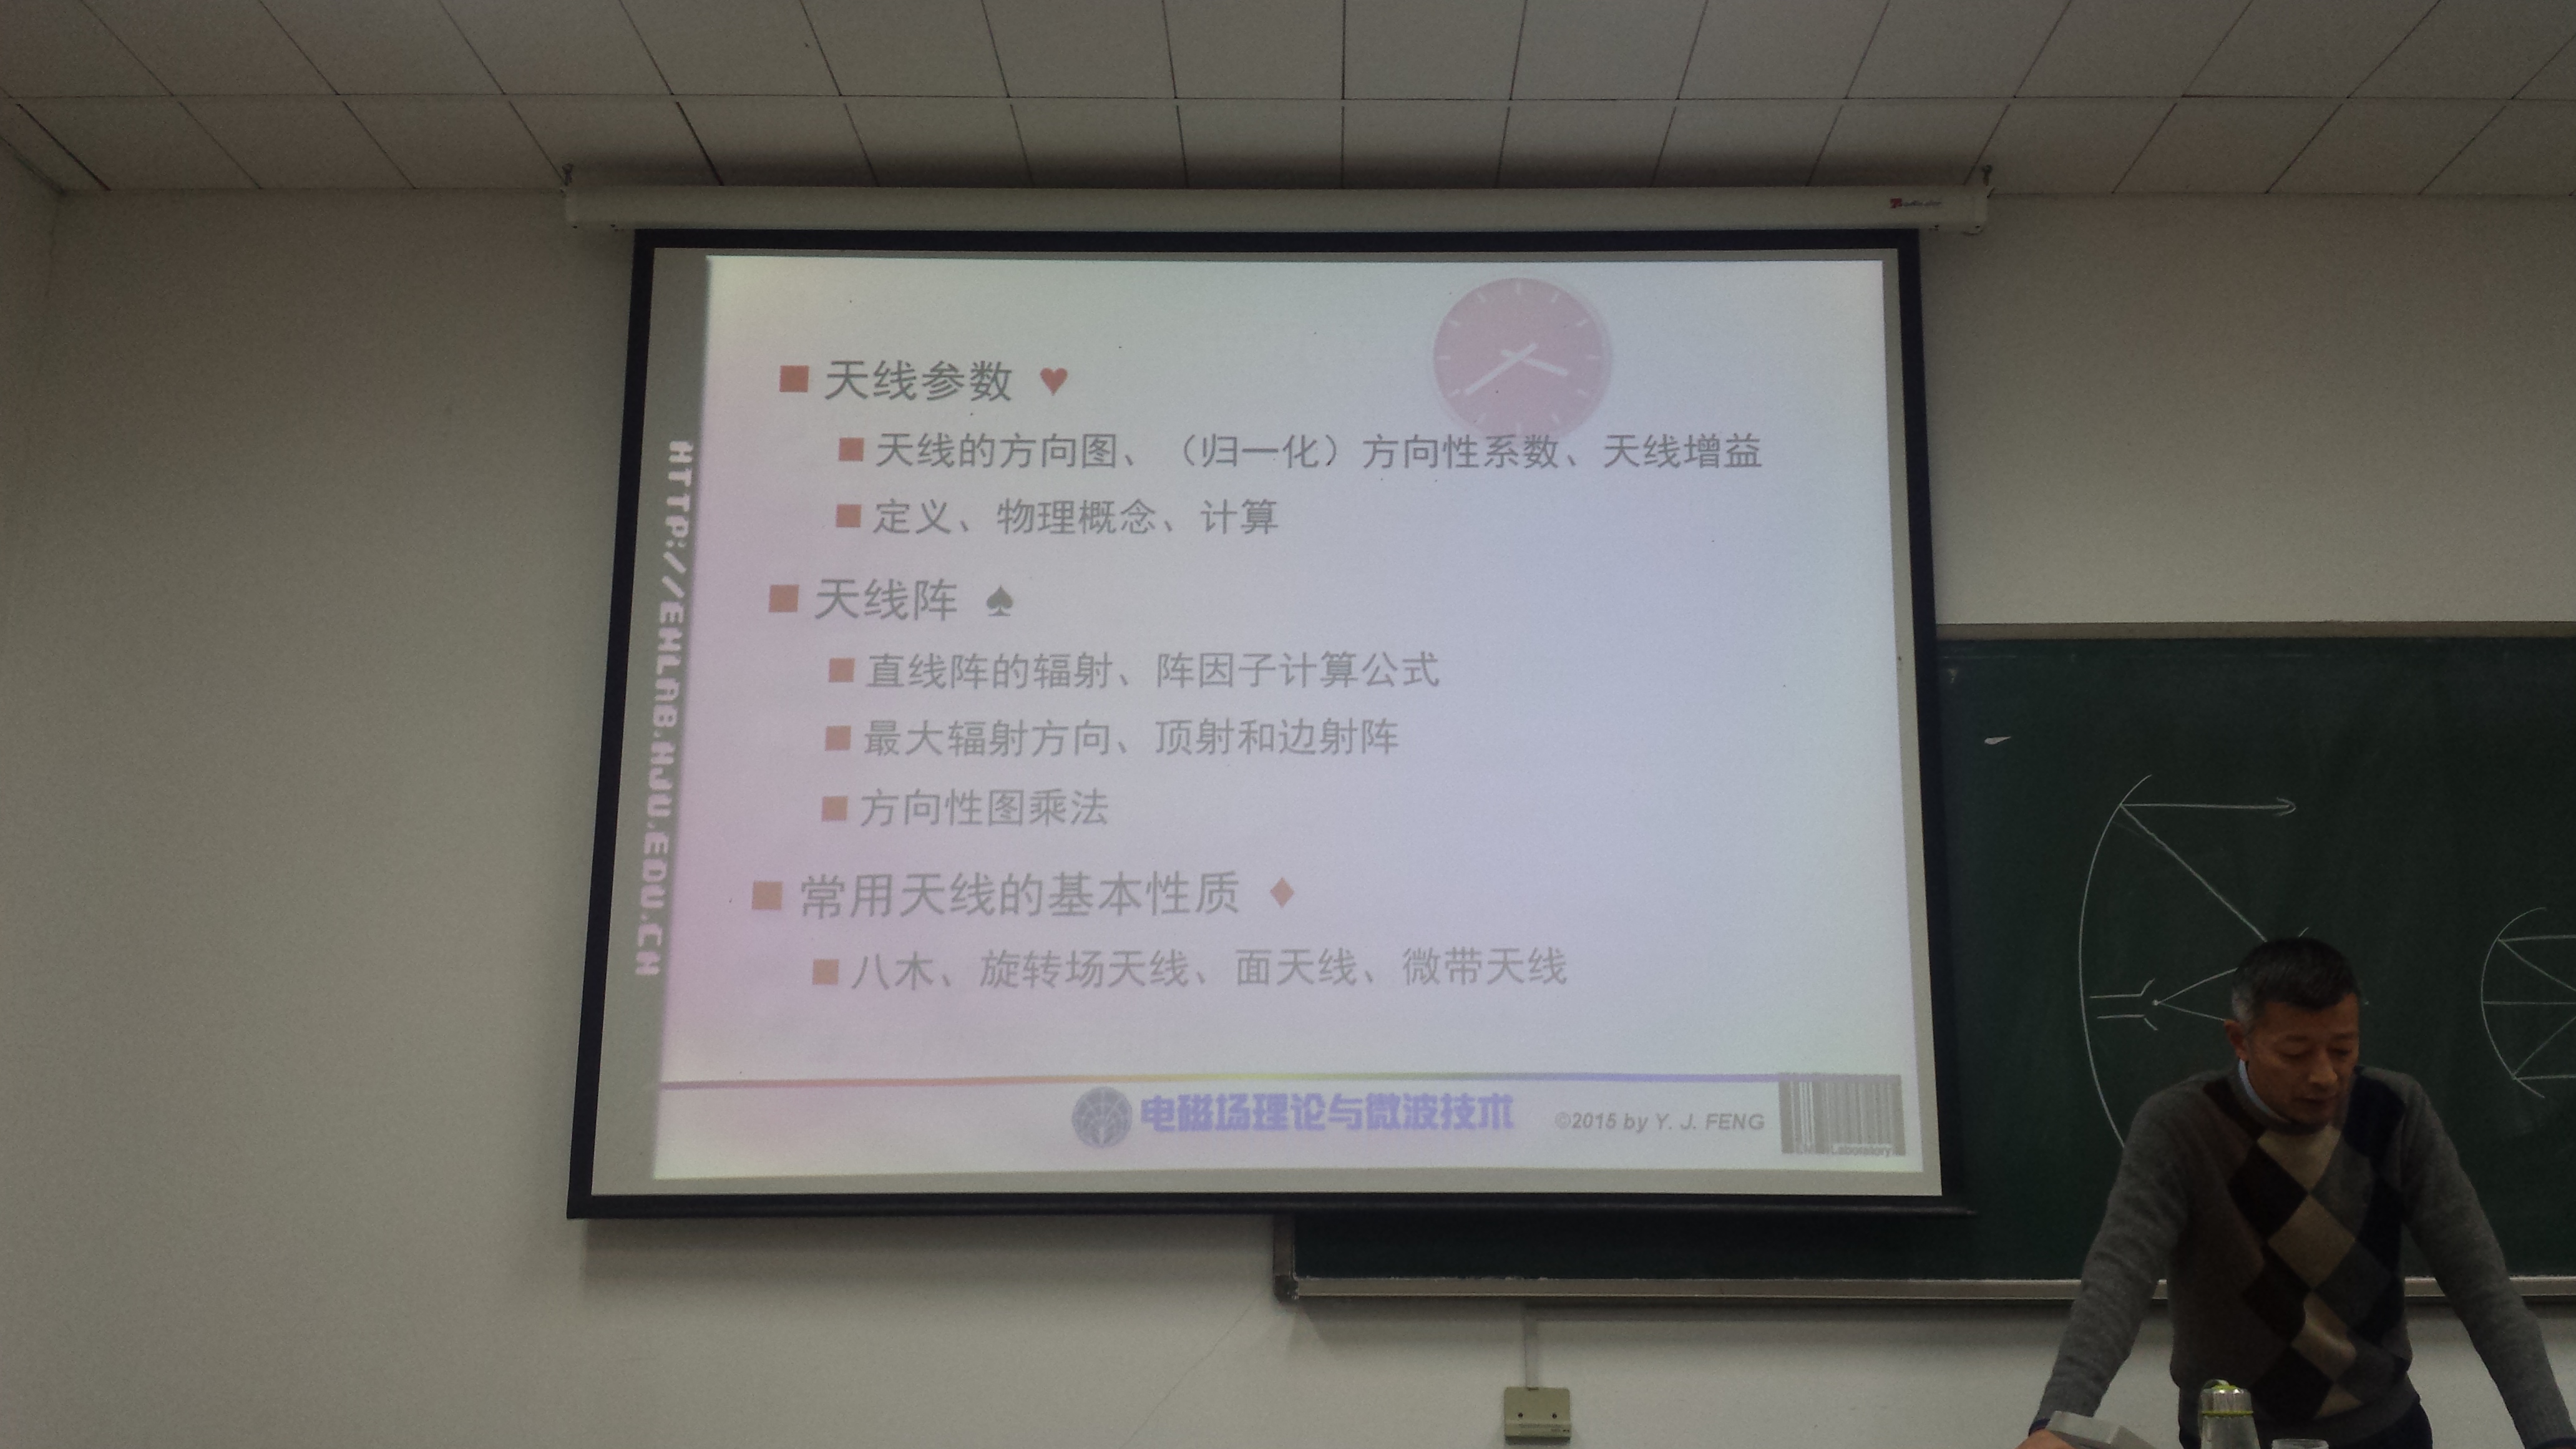 天线参数 ♥
天线的方向图、（归一化）方向性系数、天线增益
定义、物理概念、计算
天线阵 ♠
直线阵的辐射、阵因子计算公式
最大辐射方向、顶射和边射阵
方向性图乘法
常用天线的基本性质 ♦
八木、旋转场天线、面天线、微带天线
HTTP://EMLAB.NJU.EDU.CN
电磁场理论与微波技术
©2015 by Y. J. FENG
Laboratory